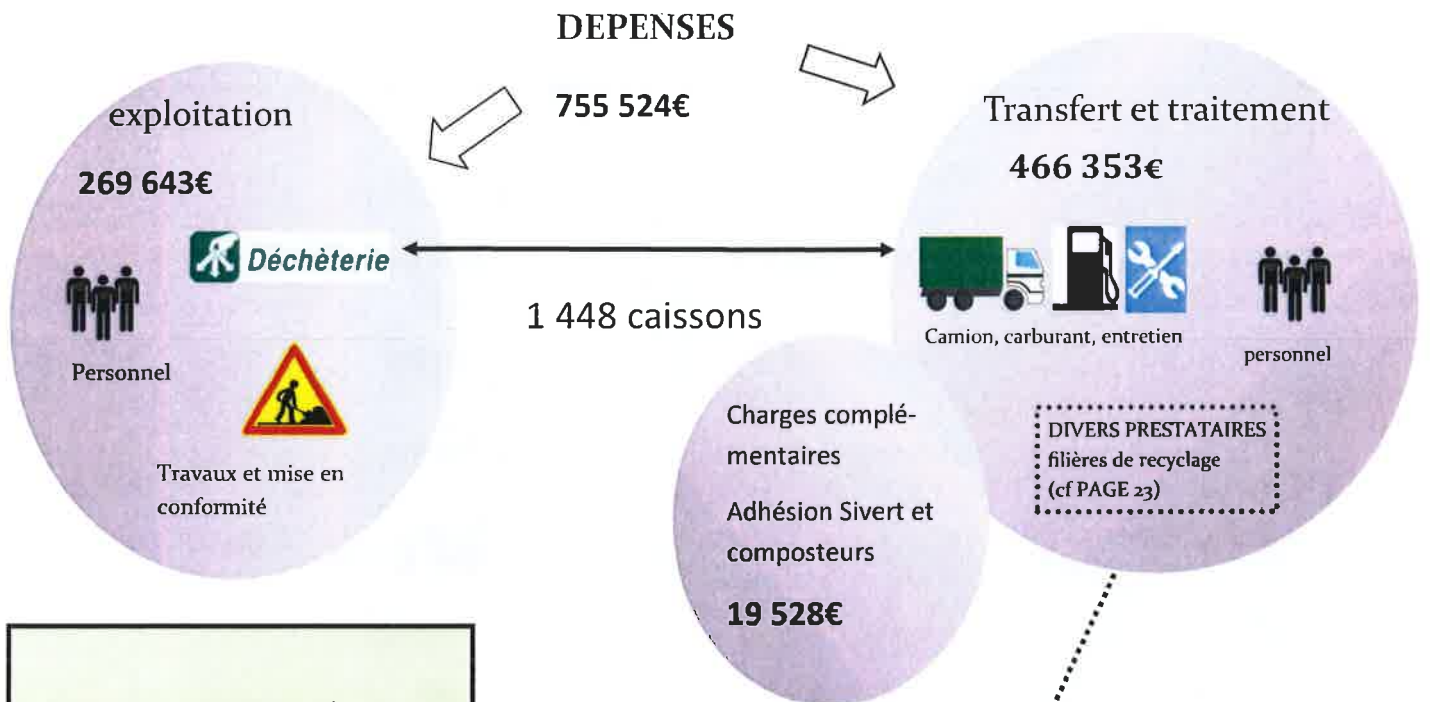 DEPENSES
755 524€
exploitation
269 643€
Déchèterie
Personnel
Travaux et mise en
conformité
1 448 caissons
Transfert et traitement
466 353€
Camion, carburant, entretien
personnel
DIVERS PRESTATAIRES
filières de recyclage
(cf PAGE 23)
Charges complé-
mentaires
Adhésion Sivert et
composteurs
19 528€